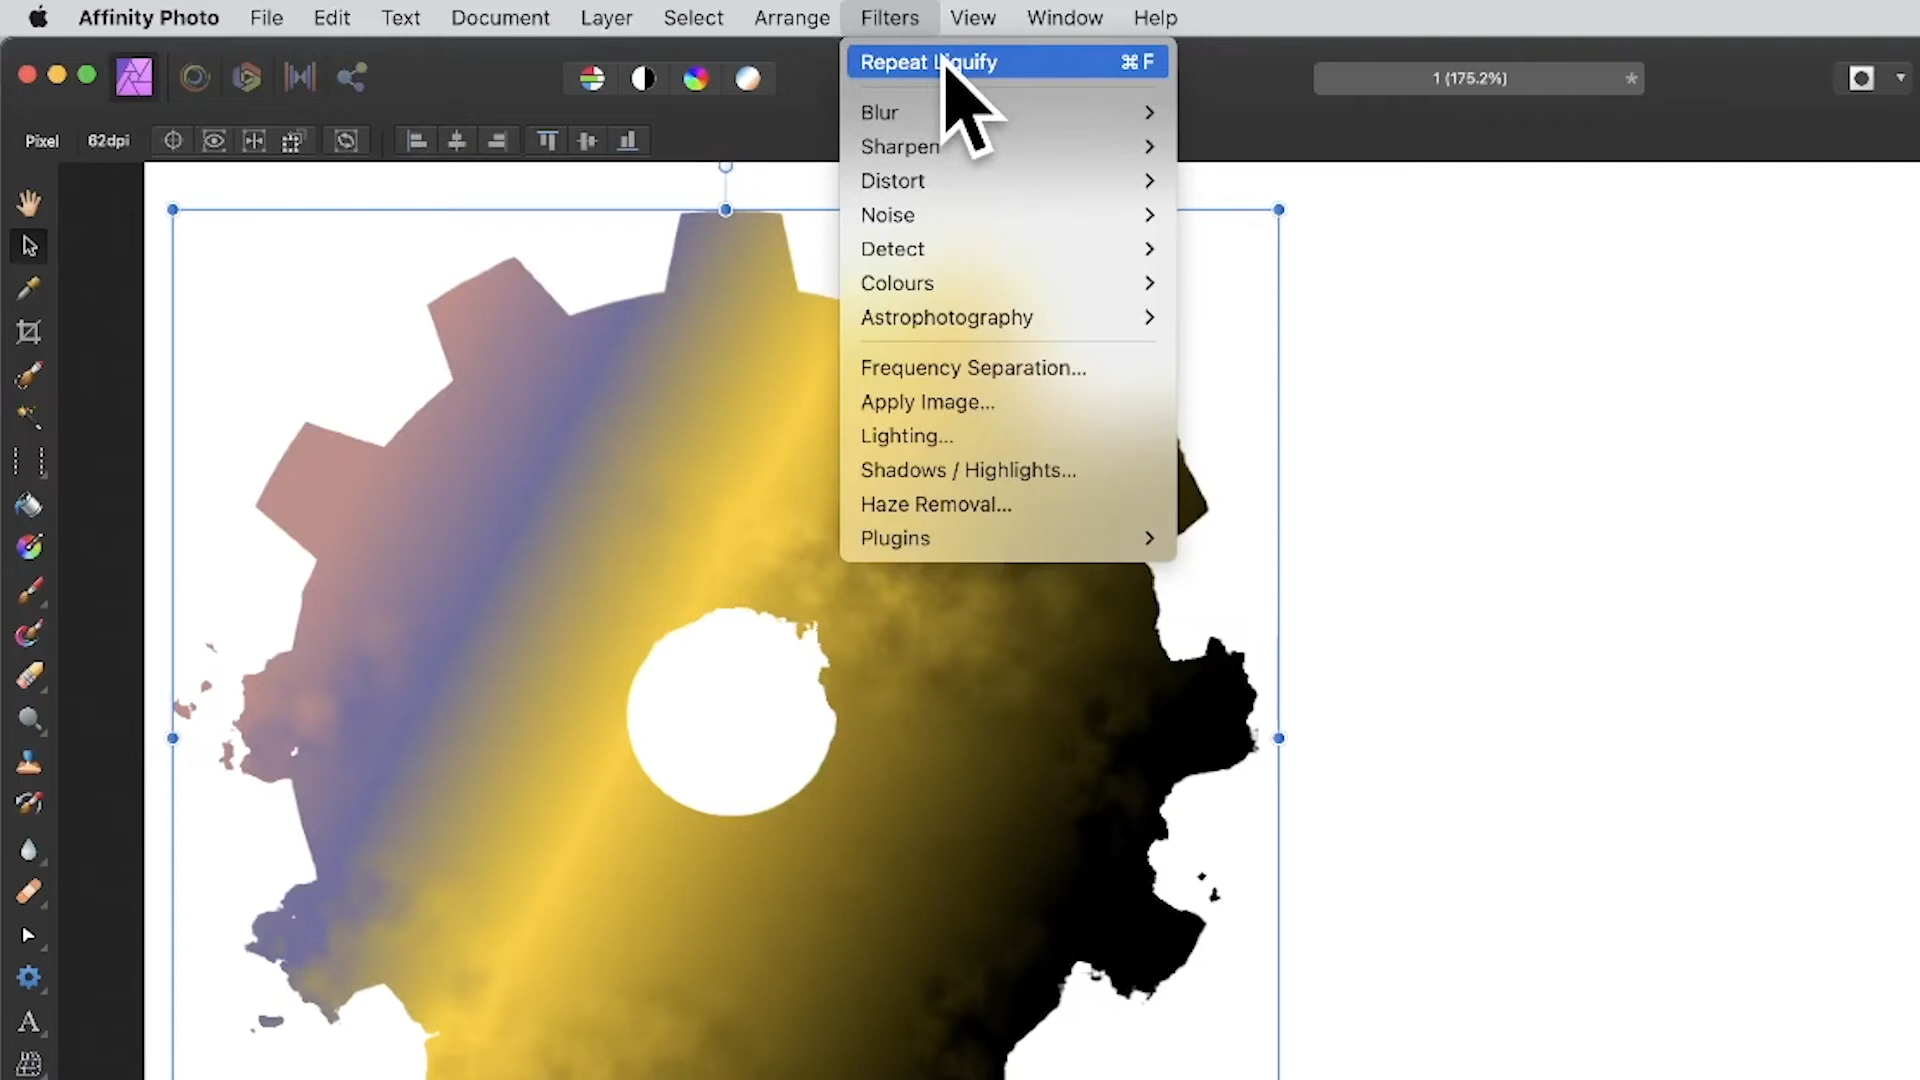 Affinity Photo File Edit Text Document Layer Select Arrange Filters View Window Help
Repeat Liquify ⌘F
1 (175.2%) *
Blur
Pixel 62dpi
Sharpen
Distort
Noise
Detect
Colours
Astrophotography
Frequency Separation...
Apply Image...
Lighting...
Shadows / Highlights...
Haze Removal...
Plugins
A